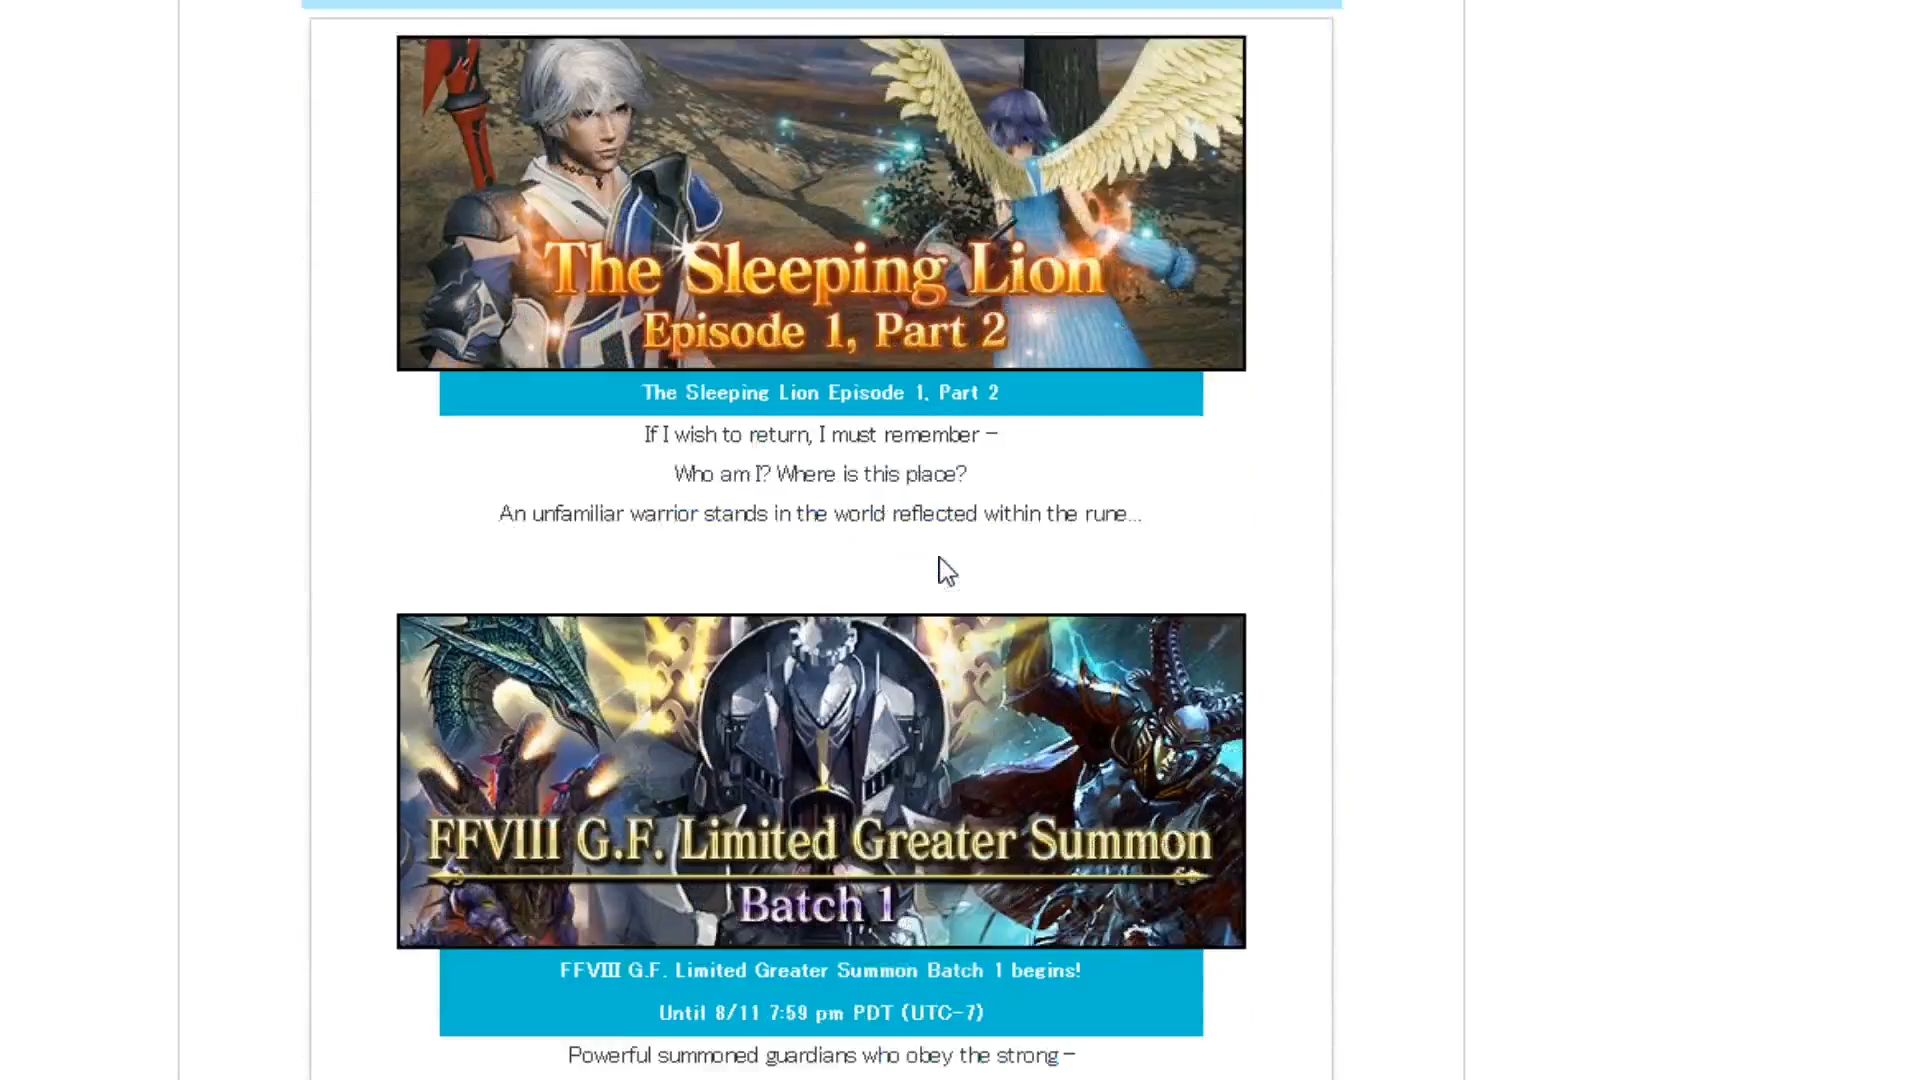 The Sleeping Lion
Episode 1, Part 2
The Sleeping Lion Episode 1, Part 2
If I wish to return, I must remember –
Who am I? Where is this place?
An unfamiliar warrior stands in the world reflected within the rune...
FFVIII G.F. Limited Greater Summon
Batch 1
FFVIII G.F. Limited Greater Summon Batch 1 begins!
Until 8/11 7:59 pm PDT (UTC-7)
Powerful summoned guardians who obey the strong –